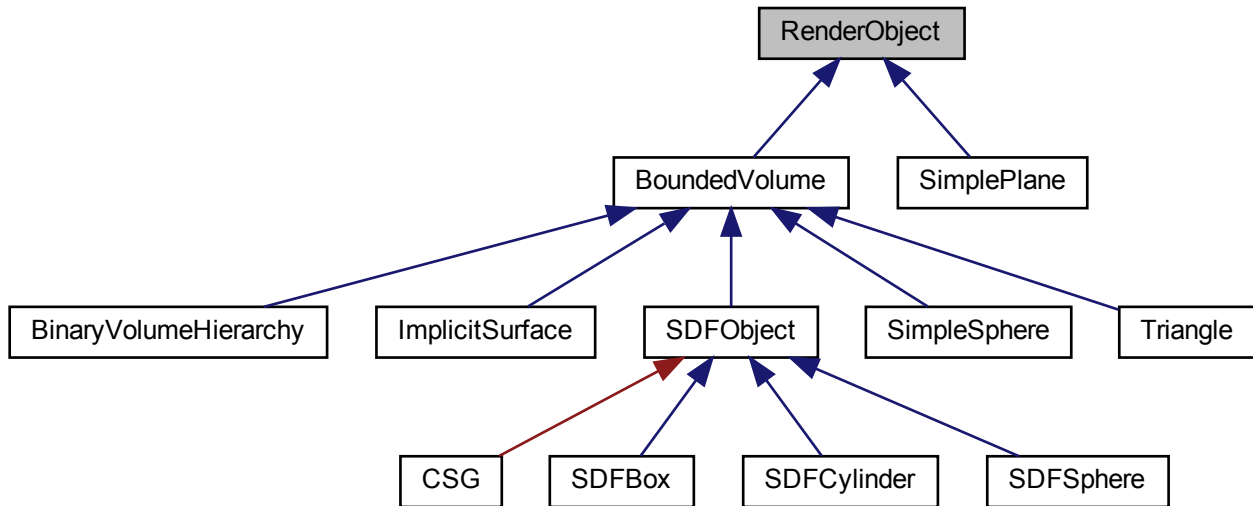 RenderObject
BoundedVolume
SimplePlane
BinaryVolumeHierarchy
ImplicitSurface
SDFObject
SimpleSphere
Triangle
CSG
SDFBox
SDFCylinder
SDFSphere